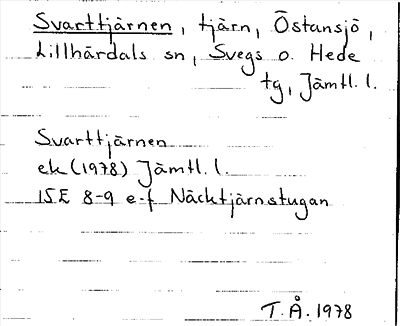 Svarttjärnen, tjärn, Östansjö,
Lillhärdals sn, Svegs o. Hede
tg, Jämtl. l.
Svarttjärnen
ek (1978) Jämtl. l.
15E 8-9 e-f Näcktjärnstugan
T.Å. 1978